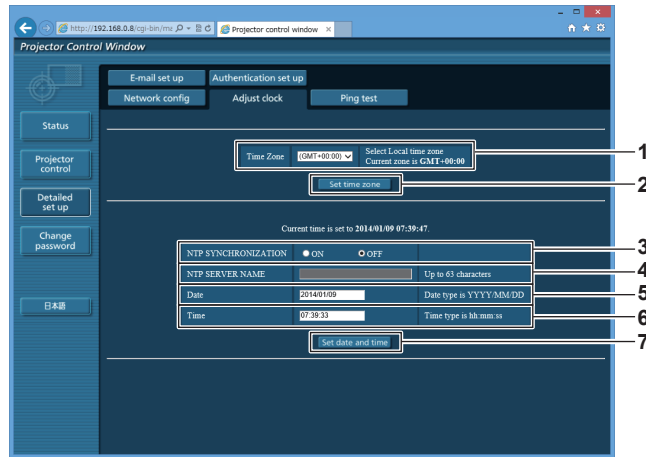 http://192.168.0.8/cgi-bin/ma
Projector control window
Projector Control Window
E-mail set up
Authentication set up
Network config
Adjust clock
Ping test
Status
Projector control
Detailed set up
Change password
日本語
Time Zone
(GMT+00:00)
Select Local time zone
Current zone is GMT+00:00
1
Set time zone
2
Current time is set to 2014/01/09 07:39:47.
NTP SYNCHRONIZATION
ON
OFF
3
NTP SERVER NAME
Up to 63 characters
4
Date
2014/01/09
Date type is YYYY/MM/DD
5
Time
07:39:33
Time type is hh:mm:ss
6
Set date and time
7